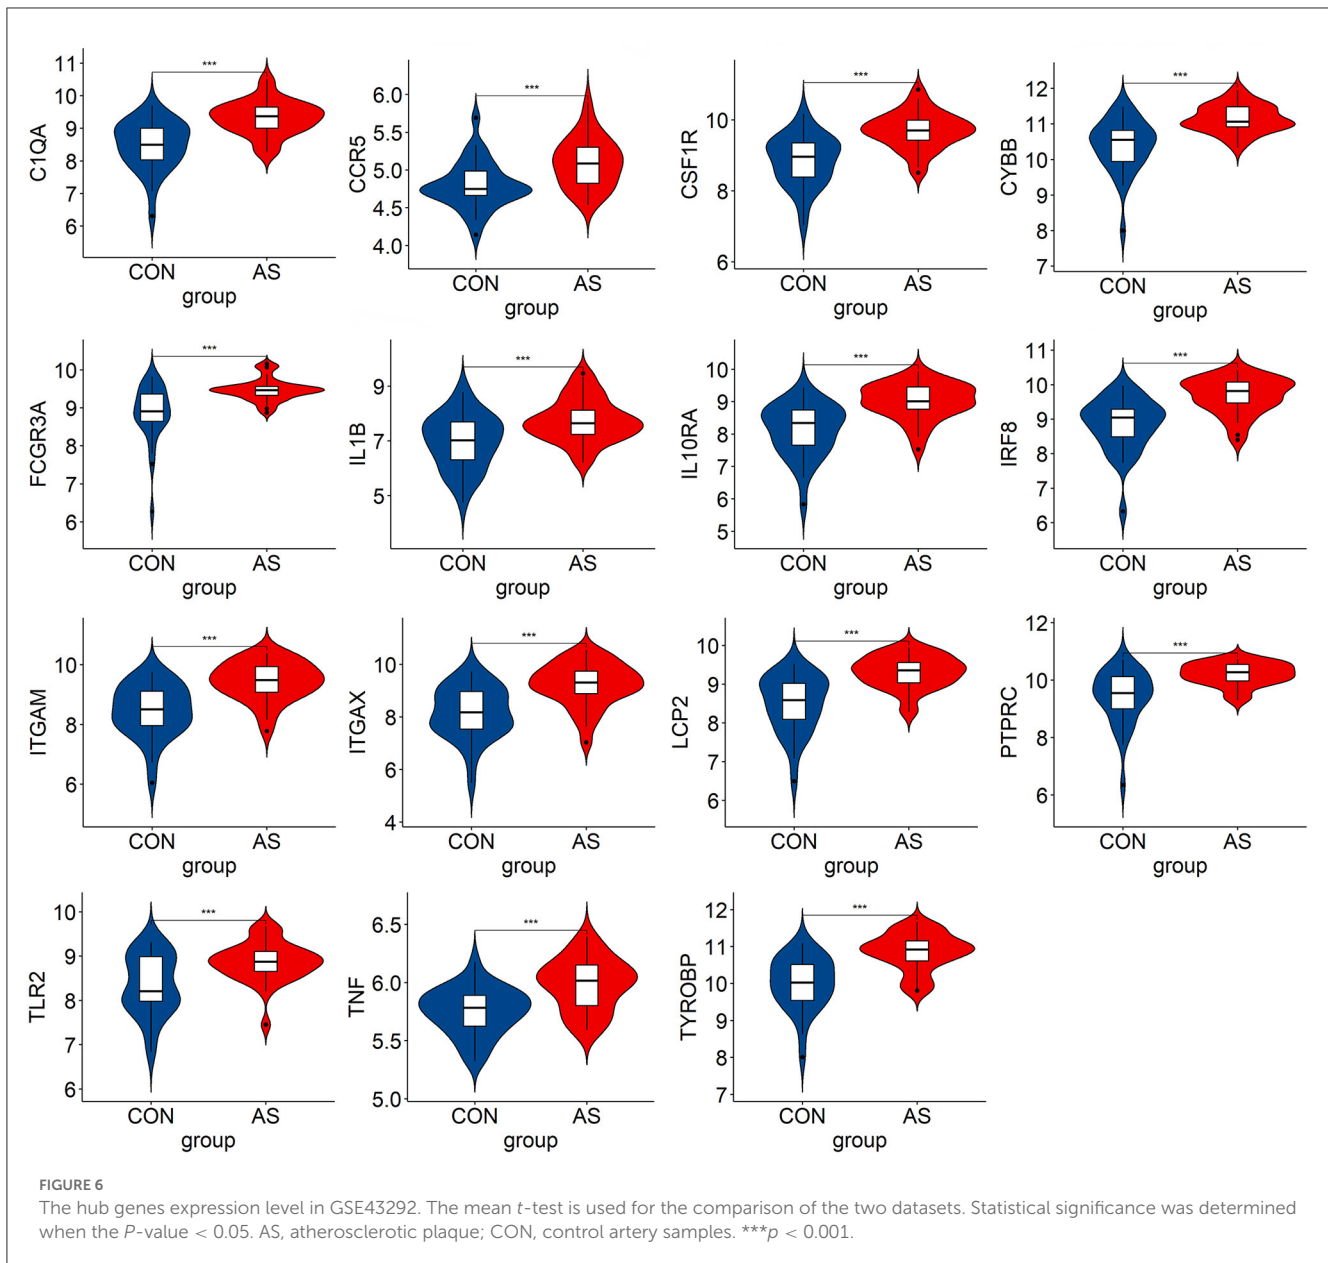 C1QA
11
10
9
8
7
6
***
CON AS
group
CCR5
6.0
5.5
5.0
4.5
4.0
***
CON AS
group
CSF1R
10
8
6
***
CON AS
group
CYBB
12
11
10
9
8
7
***
CON AS
group
FCGR3A
10
9
8
7
6
***
CON AS
group
IL1B
9
7
5
***
CON AS
group
IL10RA
10
9
8
7
6
5
***
CON AS
group
IRF8
11
10
9
8
7
6
***
CON AS
group
ITGAM
10
8
6
***
CON AS
group
ITGAX
10
8
6
4
***
CON AS
group
LCP2
10
9
8
7
6
***
CON AS
group
PTPRC
12
10
8
6
***
CON AS
group
TLR2
10
9
8
7
6
***
CON AS
group
TNF
6.5
6.0
5.5
5.0
***
CON AS
group
TYROBP
12
11
10
9
8
7
***
CON AS
group
FIGURE 6
The hub genes expression level in GSE43292. The mean t-test is used for the comparison of the two datasets. Statistical significance was determined
when the P-value < 0.05. AS, atherosclerotic plaque; CON, control artery samples. ***p < 0.001.